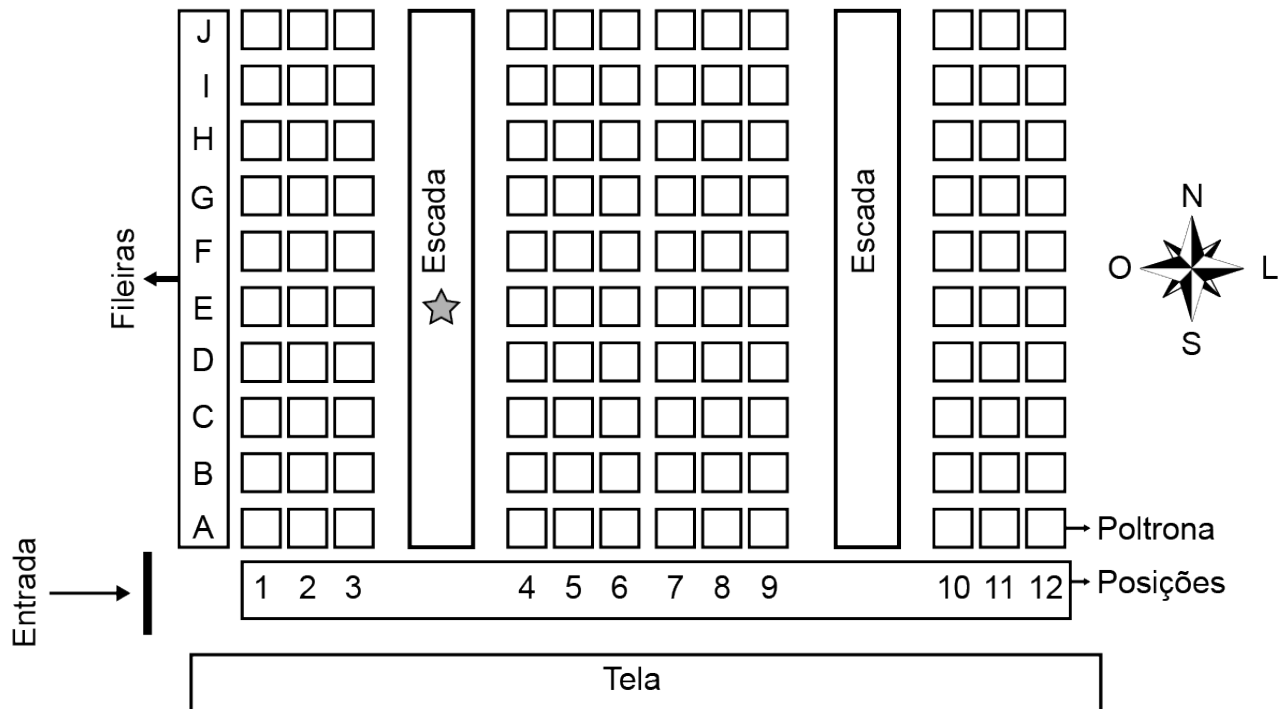 J
I
H
G
F
E
D
C
B
A
Fileiras
Escada
Escada
N
O L
S
Entrada
Poltrona
1 2 3 4 5 6 7 8 9 10 11 12
Posições
Tela